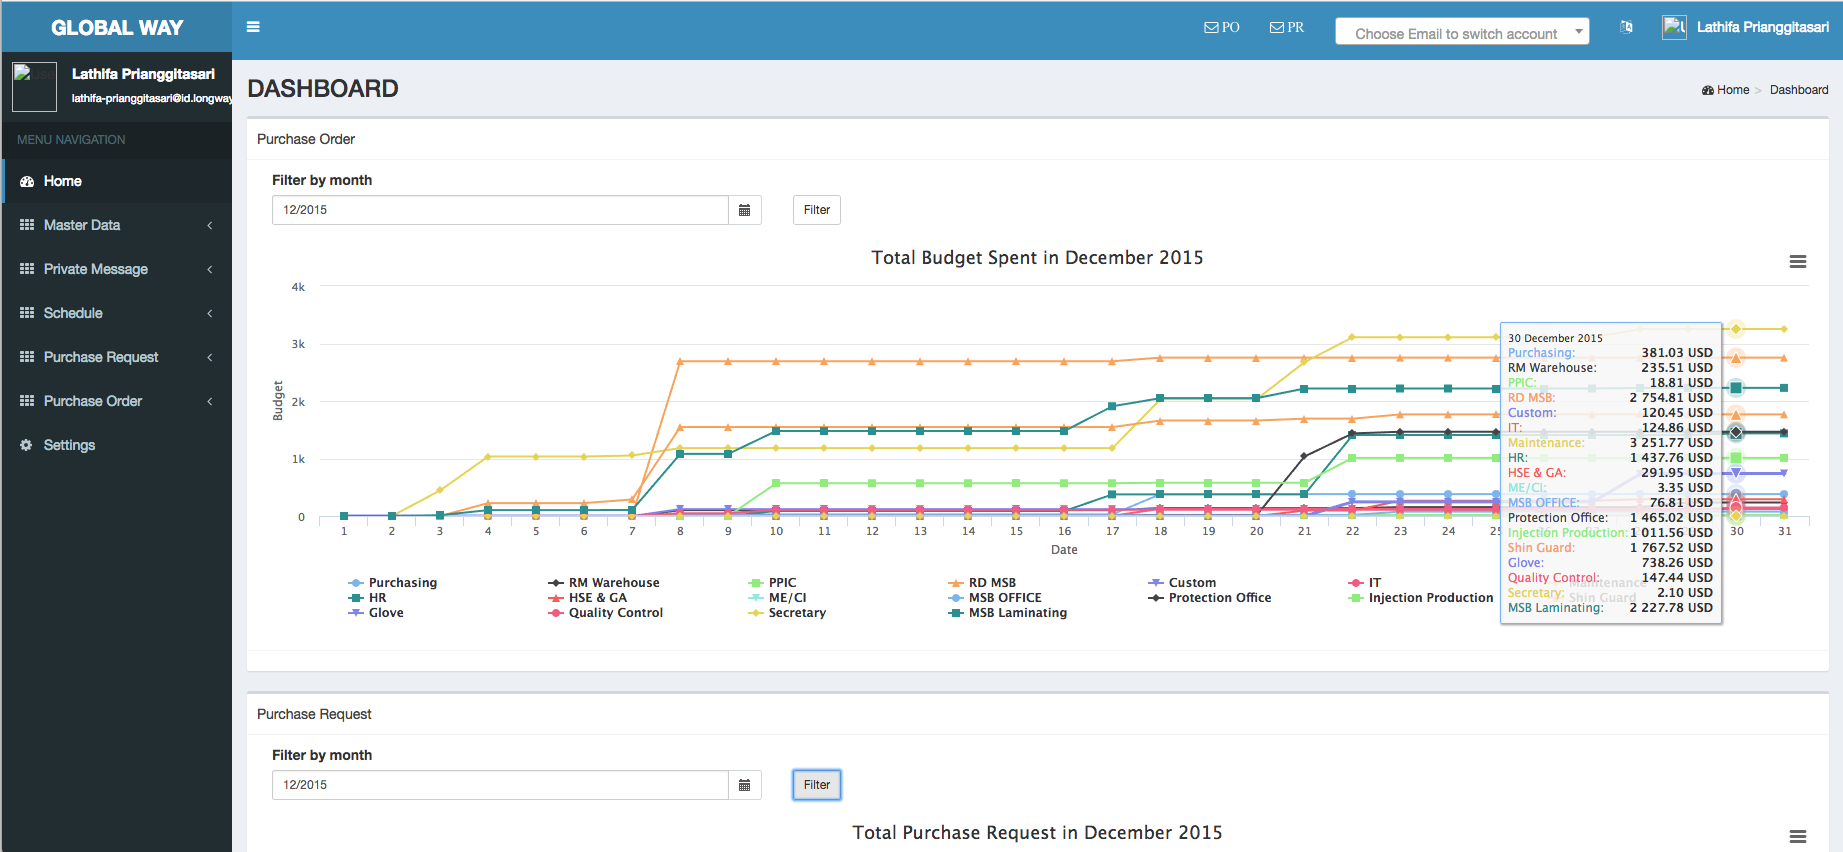 GLOBAL WAY
PO
PR
Choose Email to switch account
Lathifa Prianggitasari
Lathifa Prianggitasari
lathifa-prianggitasari@id.longway
MENU NAVIGATION
Home
Master Data
Private Message
Schedule
Purchase Request
Purchase Order
Settings
DASHBOARD
Home > Dashboard
Purchase Order
Filter by month
12/2015
Filter
Total Budget Spent in December 2015
Budget
4k
3k
2k
1k
0
1 2 3 4 5 6 7 8 9 10 11 12 13 14 15 16 17 18 19 20 21 22 23 24 25 30 31
Date
30 December 2015
Purchasing: 381.03 USD
RM Warehouse: 235.51 USD
PPIC: 18.81 USD
RD MSB: 2 754.81 USD
Custom: 120.45 USD
IT: 124.86 USD
Maintenance: 3 251.77 USD
HR: 1 437.76 USD
HSE & GA: 291.95 USD
ME/CI: 3.35 USD
MSB OFFICE: 76.81 USD
Protection Office: 1 465.02 USD
Injection Production: 1 011.56 USD
Shin Guard: 1 767.52 USD
Glove: 738.26 USD
Quality Control: 147.44 USD
Secretary: 2.10 USD
MSB Laminating: 2 227.78 USD
Purchasing RM Warehouse PPIC RD MSB Custom IT Maintenance
HR HSE & GA ME/CI MSB OFFICE Protection Office Injection Production Shin Guard
Glove Quality Control Secretary MSB Laminating
Purchase Request
Filter by month
12/2015
Filter
Total Purchase Request in December 2015